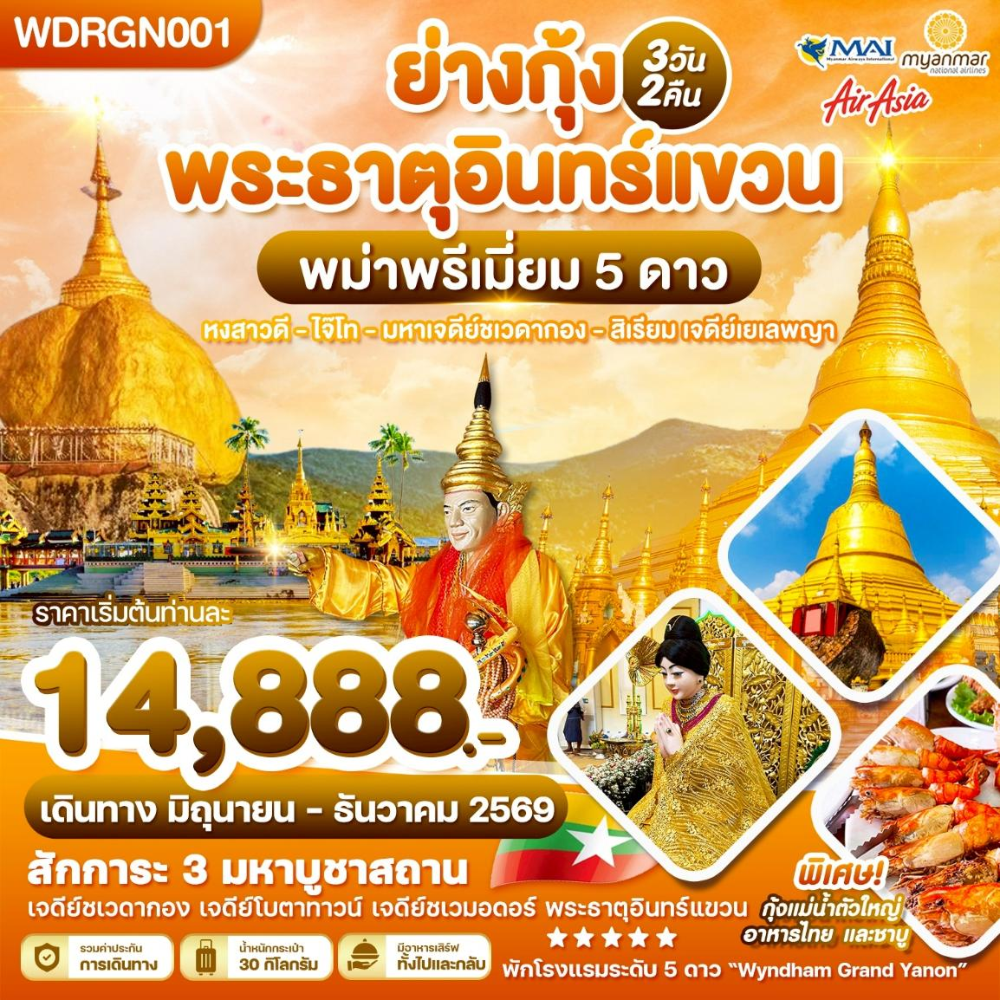 WDRGN001
ย่างกุ้ง
3วัน
2คืน
MAI
Myanmar Airways International
myanmar
national airlines
AirAsia
พระธาตุอินทร์แขวน
พม่าพรีเมี่ยม 5 ดาว
หงสาวดี - ไจ๊โท - มหาเจดีย์ชเวดากอง - สิเรียม เจดีย์เยเลพญา
ราคาเริ่มต้นท่านละ
14,888.-
เดินทาง มิถุนายน - ธันวาคม 2569
สักการะ 3 มหาบูชาสถาน
เจดีย์ชเวดากอง เจดีย์โบตาทาวน์ เจดีย์ชเวมอดอร์ พระธาตุอินทร์แขวน
พิเศษ!
กุ้งแม่น้ำตัวใหญ่
อาหารไทย และชาบู
รวมค่าประกัน
การเดินทาง
น้ำหนักกระเป๋า
30 กิโลกรัม
มีอาหารเสิร์ฟ
ทั้งไปและกลับ
พักโรงแรมระดับ 5 ดาว "Wyndham Grand Yanon"